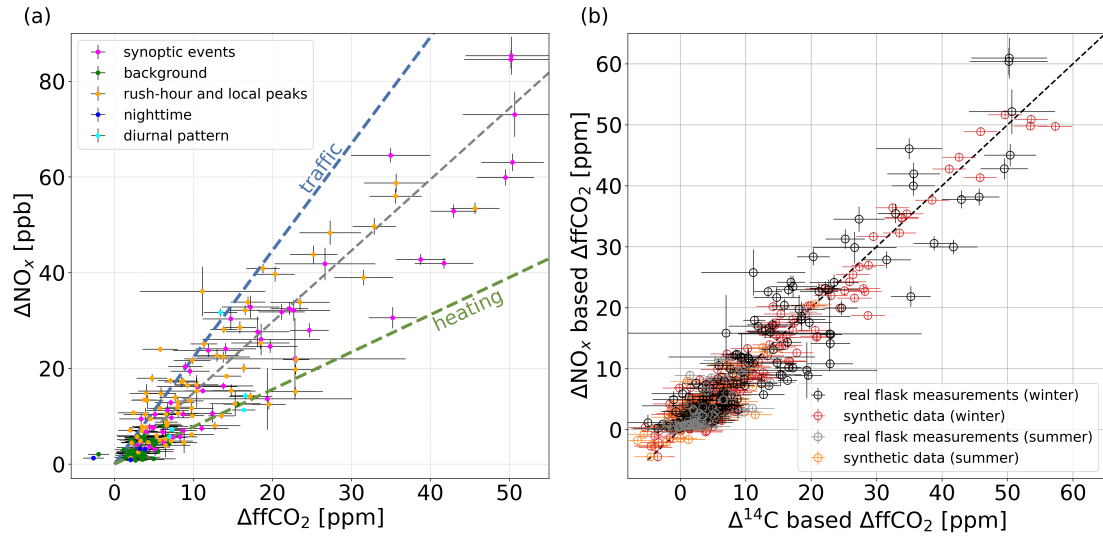 (a)
ΔNOₓ [ppb]
80
60
40
20
0
synoptic events
background
rush-hour and local peaks
nighttime
diurnal pattern
traffic
heating
0 10 20 30 40 50
ΔffCO₂ [ppm]
(b)
ΔNOₓ based ΔffCO₂ [ppm]
60
50
40
30
20
10
0
real flask measurements (winter)
synthetic data (winter)
real flask measurements (summer)
synthetic data (summer)
0 10 20 30 40 50 60
Δ¹⁴C based ΔffCO₂ [ppm]